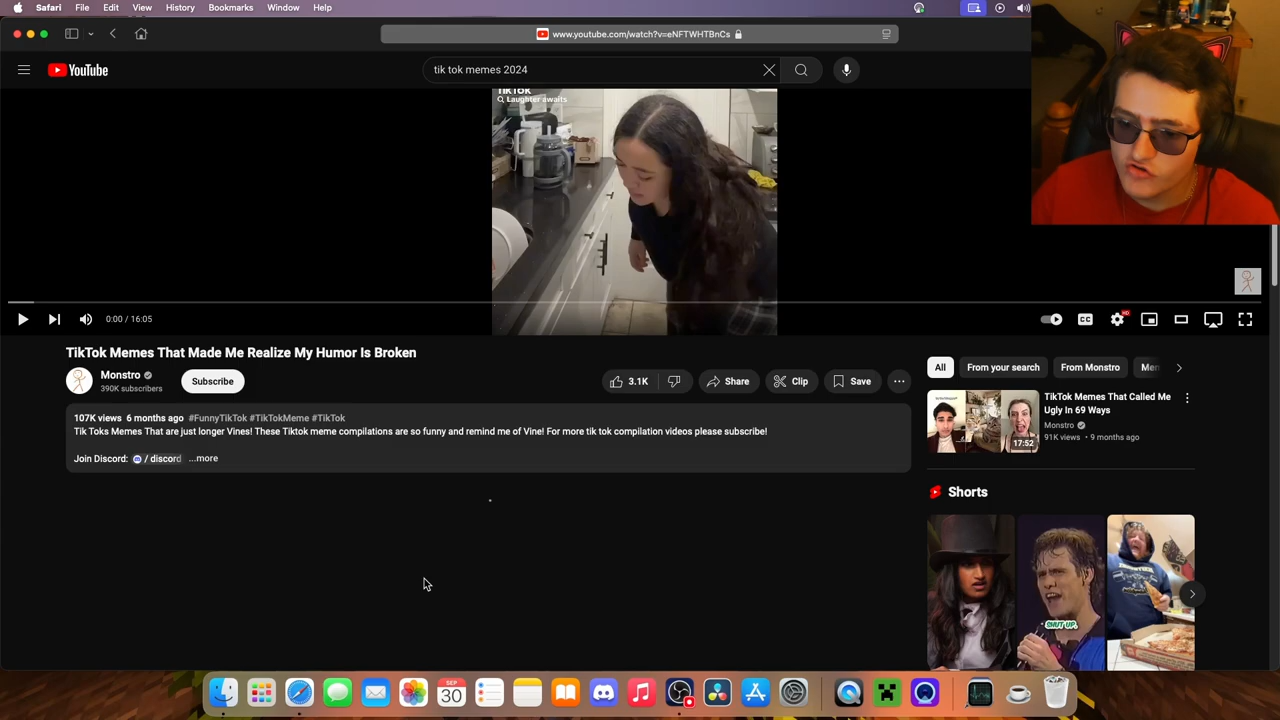 Safari File Edit View History Bookmarks Window Help
www.youtube.com/watch?v=eNFTWHTBnCs
YouTube
tik tok memes 2024
TikTok
Laughter awaits
0:00 / 16:05
CC
HD
TikTok Memes That Made Me Realize My Humor Is Broken
Monstro
390K subscribers
Subscribe
3.1K
Share
Clip
Save
107K views 6 months ago #FunnyTikTok #TikTokMeme #TikTok
Tik Toks Memes That are just longer Vines! These Tiktok meme compilations are so funny and remind me of Vine! For more tik tok compilation videos please subscribe!
Join Discord: / discord ...more
All
From your search
From Monstro
TikTok Memes That Called Me Ugly In 69 Ways
Monstro
91K views • 9 months ago
17:52
Shorts
SHUT UP.
SEP
30